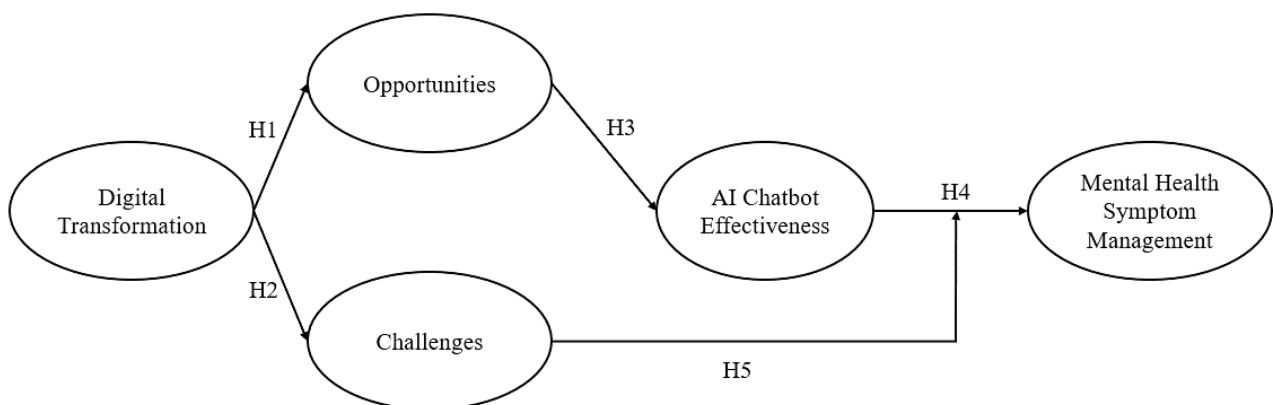 Opportunities
H1
H3
Digital
Transformation
AI Chatbot
Effectiveness
H4
Mental Health
Symptom
Management
H2
Challenges
H5